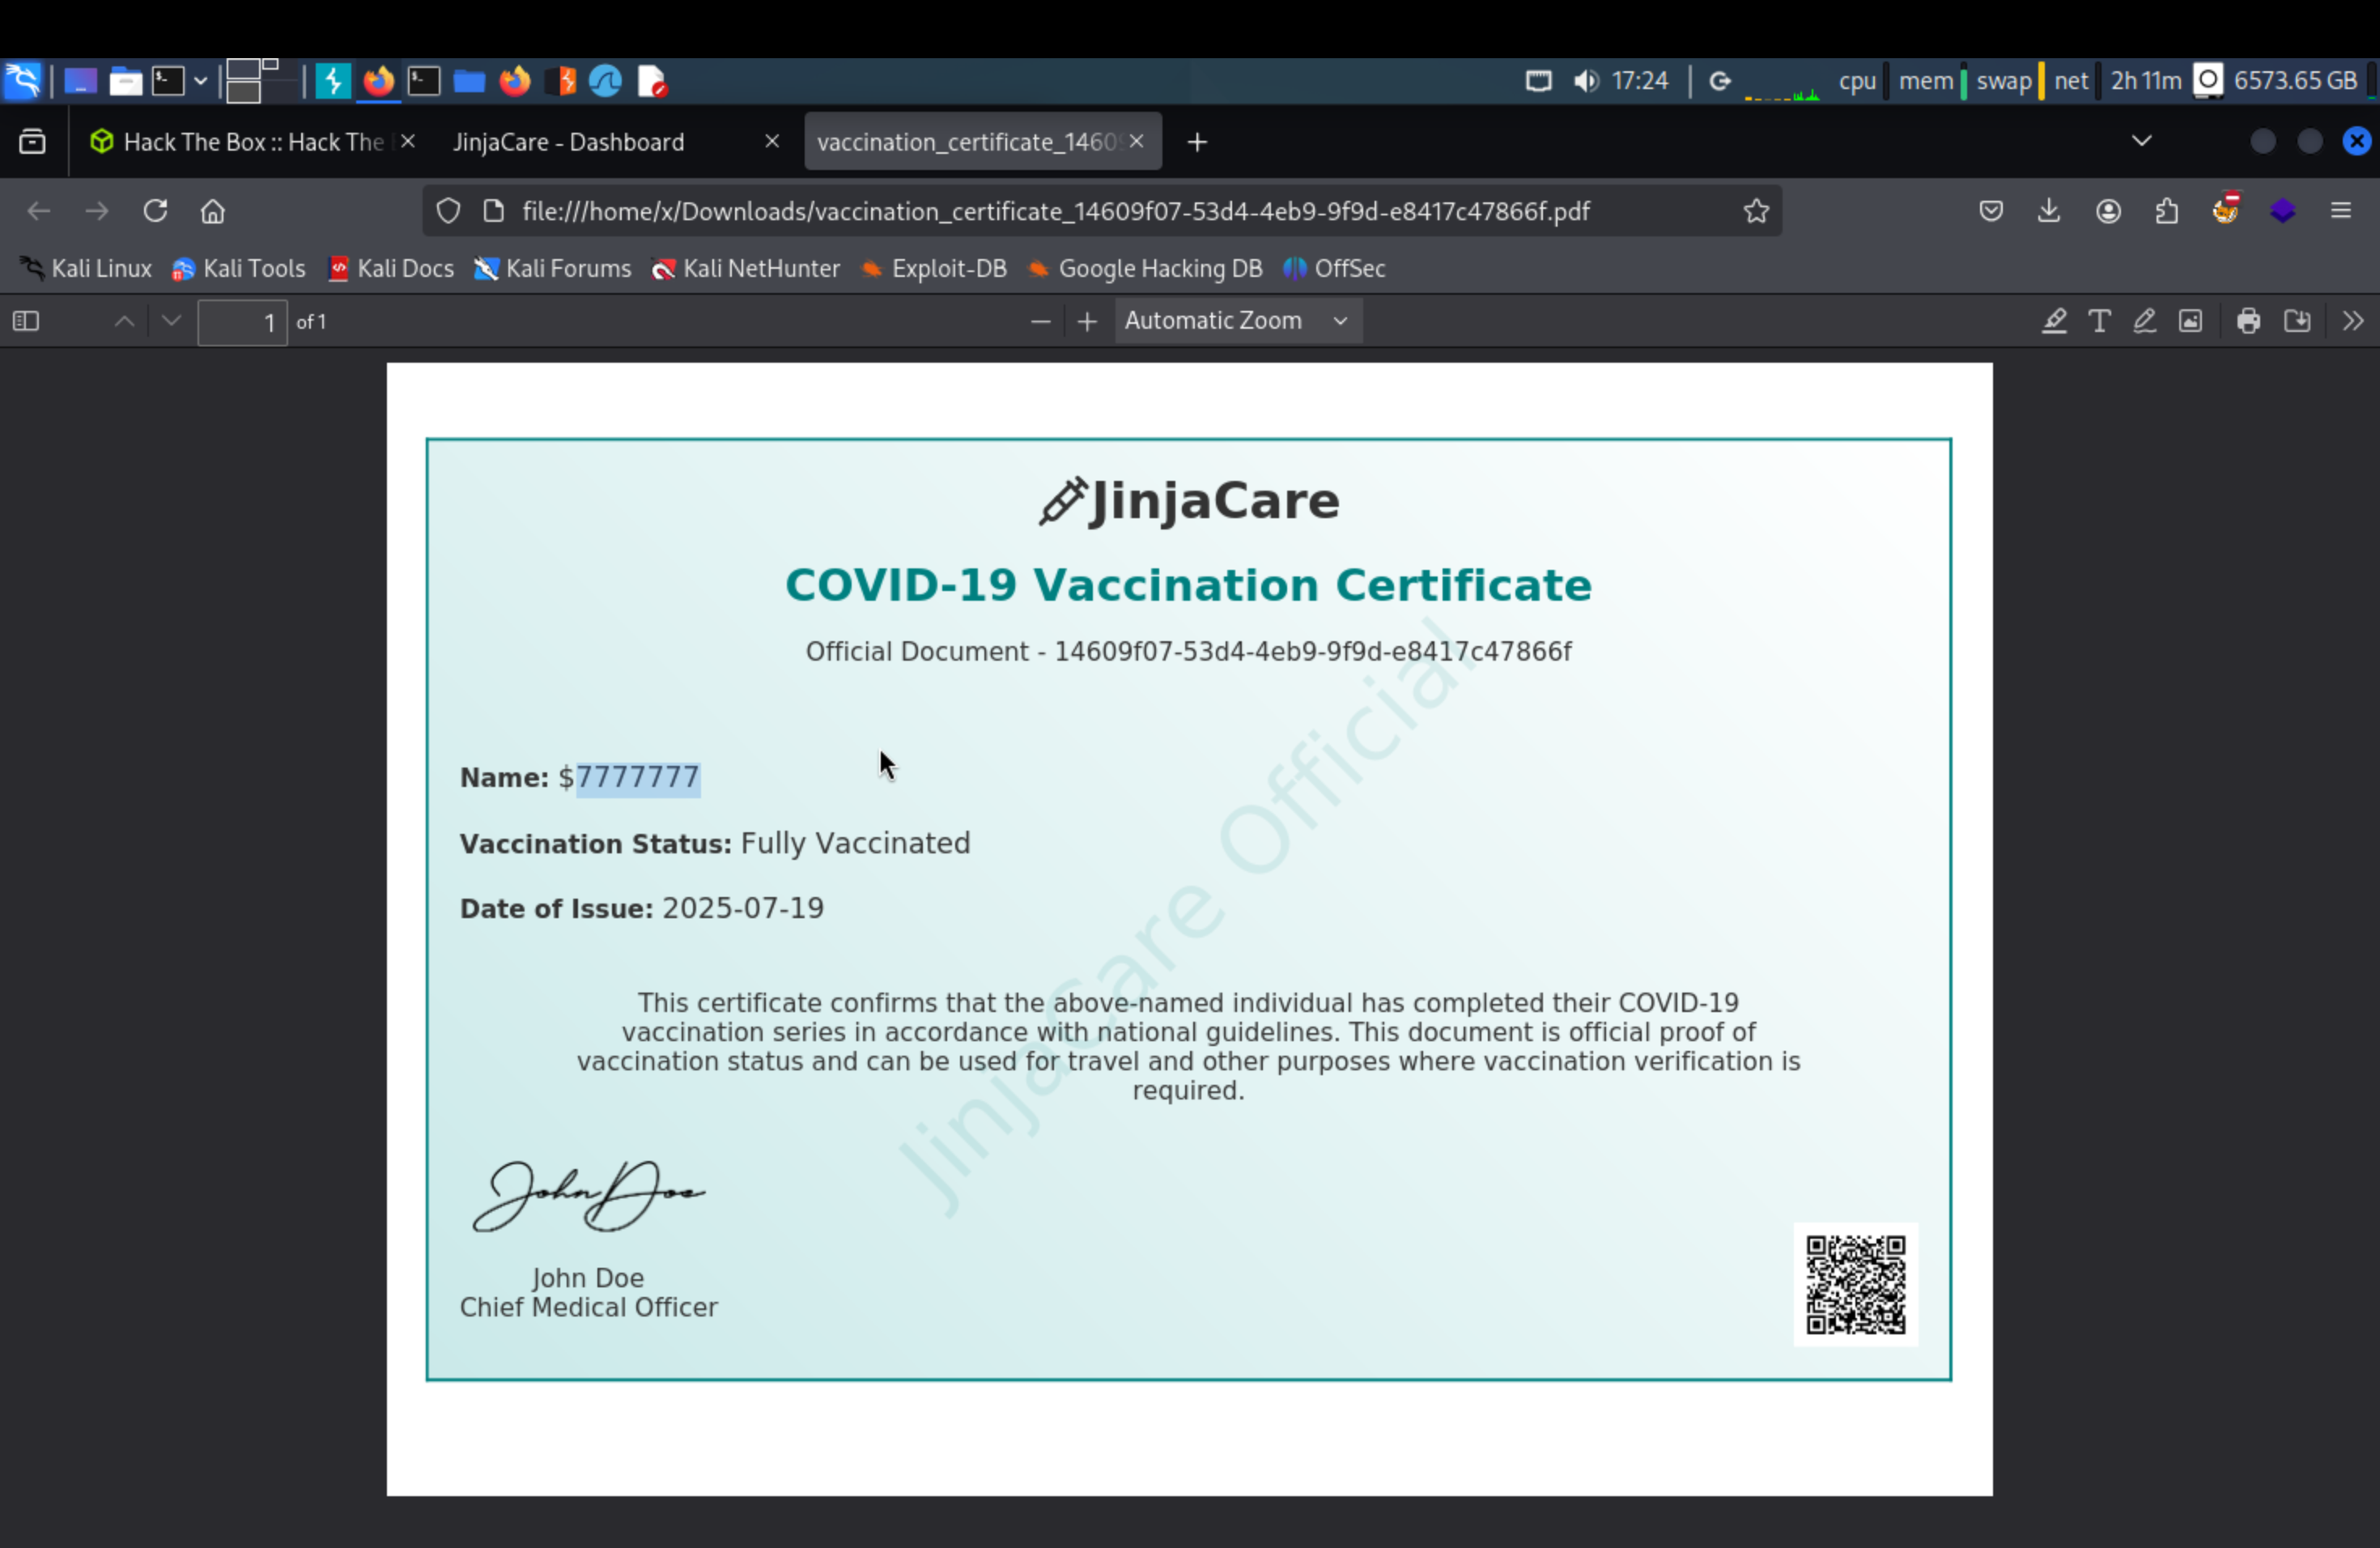 17:24 cpu mem swap net 2h 11m 6573.65 GB
Hack The Box :: Hack The JinjaCare - Dashboard vaccination_certificate_1460
file:///home/x/Downloads/vaccination_certificate_14609f07-53d4-4eb9-9f9d-e8417c47866f.pdf
Kali Linux Kali Tools Kali Docs Kali Forums Kali NetHunter Exploit-DB Google Hacking DB OffSec
1 of 1 Automatic Zoom
JinjaCare
COVID-19 Vaccination Certificate
Official Document - 14609f07-53d4-4eb9-9f9d-e8417c47866f
Name: $7777777
Vaccination Status: Fully Vaccinated
Date of Issue: 2025-07-19
This certificate confirms that the above-named individual has completed their COVID-19
vaccination series in accordance with national guidelines. This document is official proof of
vaccination status and can be used for travel and other purposes where vaccination verification is
required.
JinjaCare Official
John Doe
John Doe
Chief Medical Officer